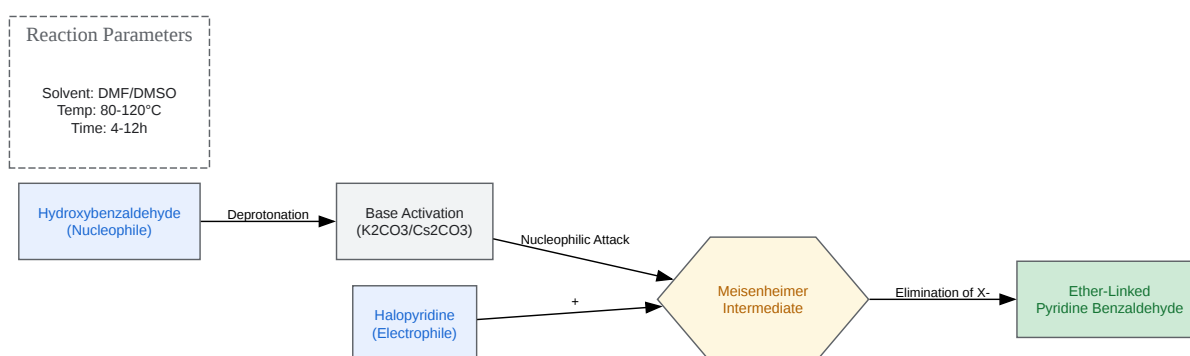 Reaction Parameters
Solvent: DMF/DMSO
Temp: 80-120°C
Time: 4-12h
Hydroxybenzaldehyde
(Nucleophile)
Deprotonation
Base Activation
(K2CO3/Cs2CO3)
Nucleophilic Attack
Halopyridine
(Electrophile)
+
Meisenheimer
Intermediate
Elimination of X-
Ether-Linked
Pyridine Benzaldehyde